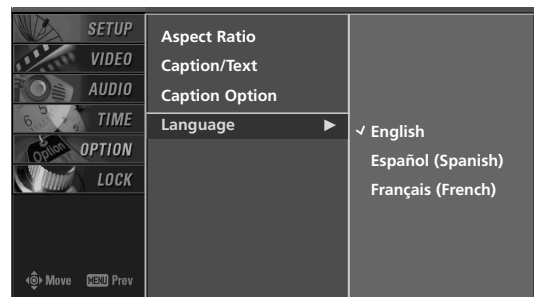 SETUP
VIDEO
AUDIO
TIME
OPTION
LOCK
Move MENU Prev
Aspect Ratio
Caption/Text
Caption Option
Language
English
Español (Spanish)
Français (French)